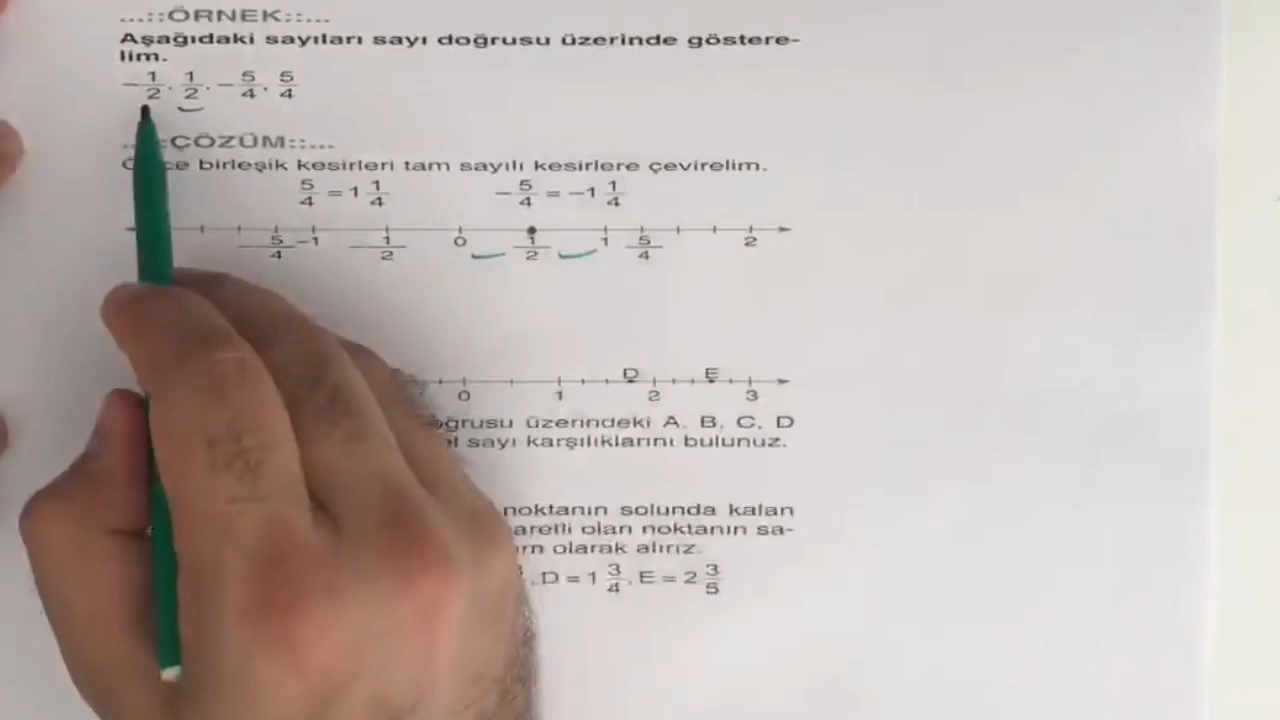 ...::ÖRNEK::...
Aşağıdaki sayıları sayı doğrusu üzerinde göstere-
lim.
-1/2, 1/2, -5/4, 5/4
ÇÖZÜM::...
birleşik kesirleri tam sayılı kesirlere çevirelim.
5/4 = 1 1/4 -5/4 = -1 1/4
-5/4 -1 -1/2 0 1/2 1 5/4 2
D E
0 1 2 3
üzerindeki A, B, C, D
sayı karşılıklarını bulunuz.
noktanın solunda kalan
olan noktanın sa-
olarak alırız.
, D = 1 3/4, E = 2 3/5